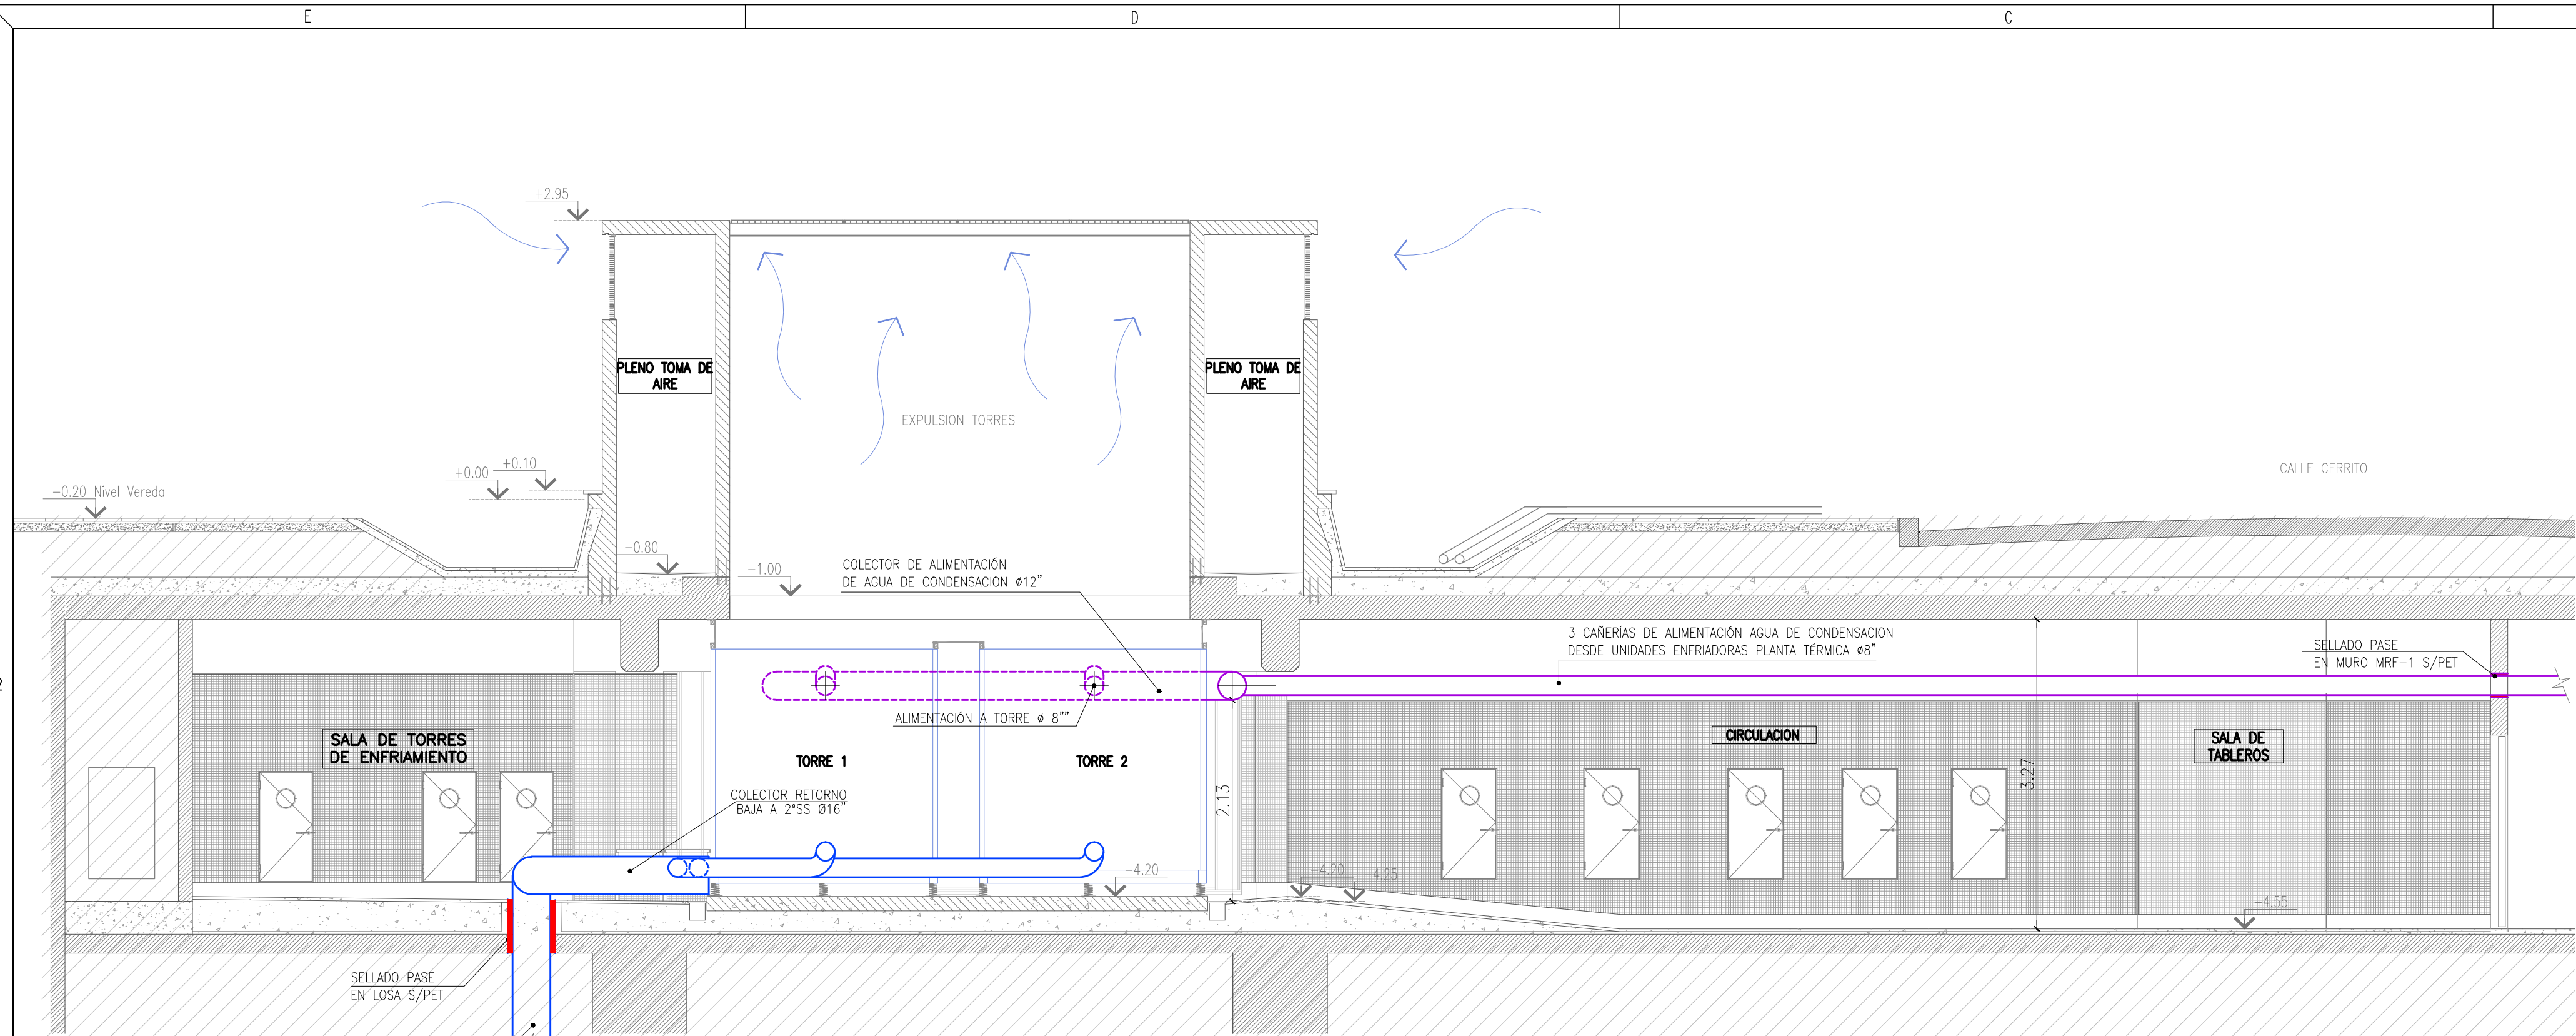 E
D
C
+2.95
PLENO TOMA DE
AIRE
PLENO TOMA DE
AIRE
EXPULSION TORRES
CALLE CERRITO
+0.10
+0.00
-0.20 Nivel Vereda
-0.80
-1.00
COLECTOR DE ALIMENTACIÓN
DE AGUA DE CONDENSACION ø12"
3 CAÑERÍAS DE ALIMENTACIÓN AGUA DE CONDENSACION
DESDE UNIDADES ENFRIADORAS PLANTA TÉRMICA ø8"
SELLADO PASE
EN MURO MRF-1 S/PET
ALIMENTACIÓN A TORRE ø 8""
SALA DE TORRES
DE ENFRIAMIENTO
TORRE 1
TORRE 2
CIRCULACION
SALA DE
TABLEROS
COLECTOR RETORNO
BAJA A 2°SS Ø16"
2.13
3.27
-4.20
-4.20
-4.25
-4.55
SELLADO PASE
EN LOSA S/PET